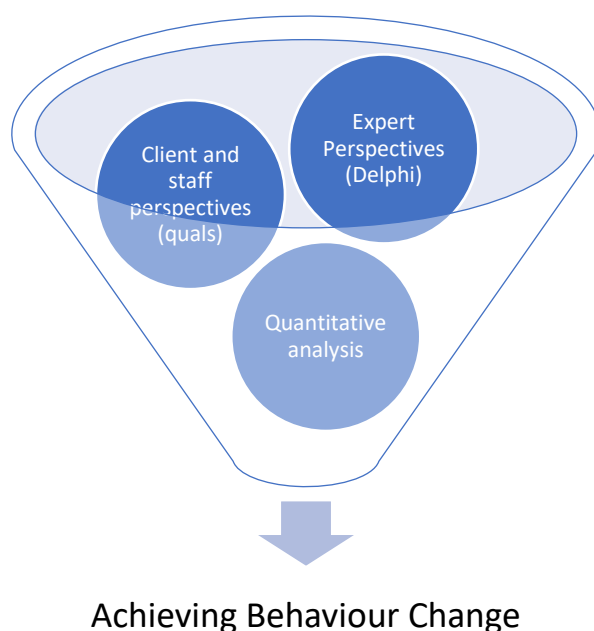 Expert
Perspectives
(Delphi)
Client and
staff
perspectives
(quals)
Quantitative
analysis
Achieving Behaviour Change